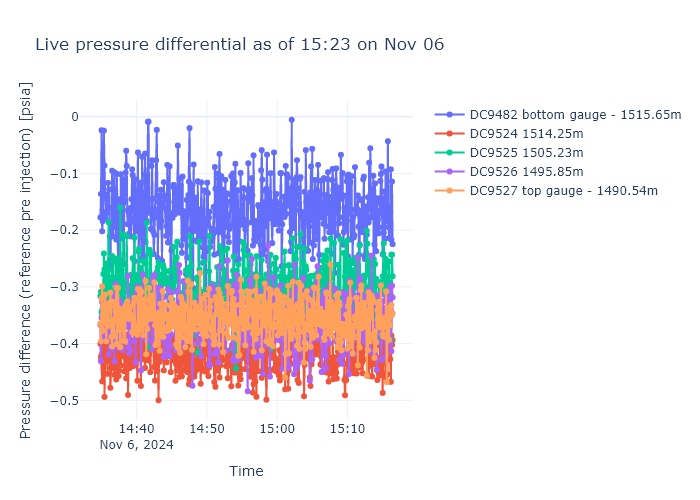 Live pressure differential as of 15:23 on Nov 06
Pressure difference (reference pre injection) [psia]
0
−0.1
−0.2
−0.3
−0.4
−0.5
14:40
14:50
15:00
15:10
Nov 6, 2024
Time
DC9482 bottom gauge - 1515.65m
DC9524 1514.25m
DC9525 1505.23m
DC9526 1495.85m
DC9527 top gauge - 1490.54m